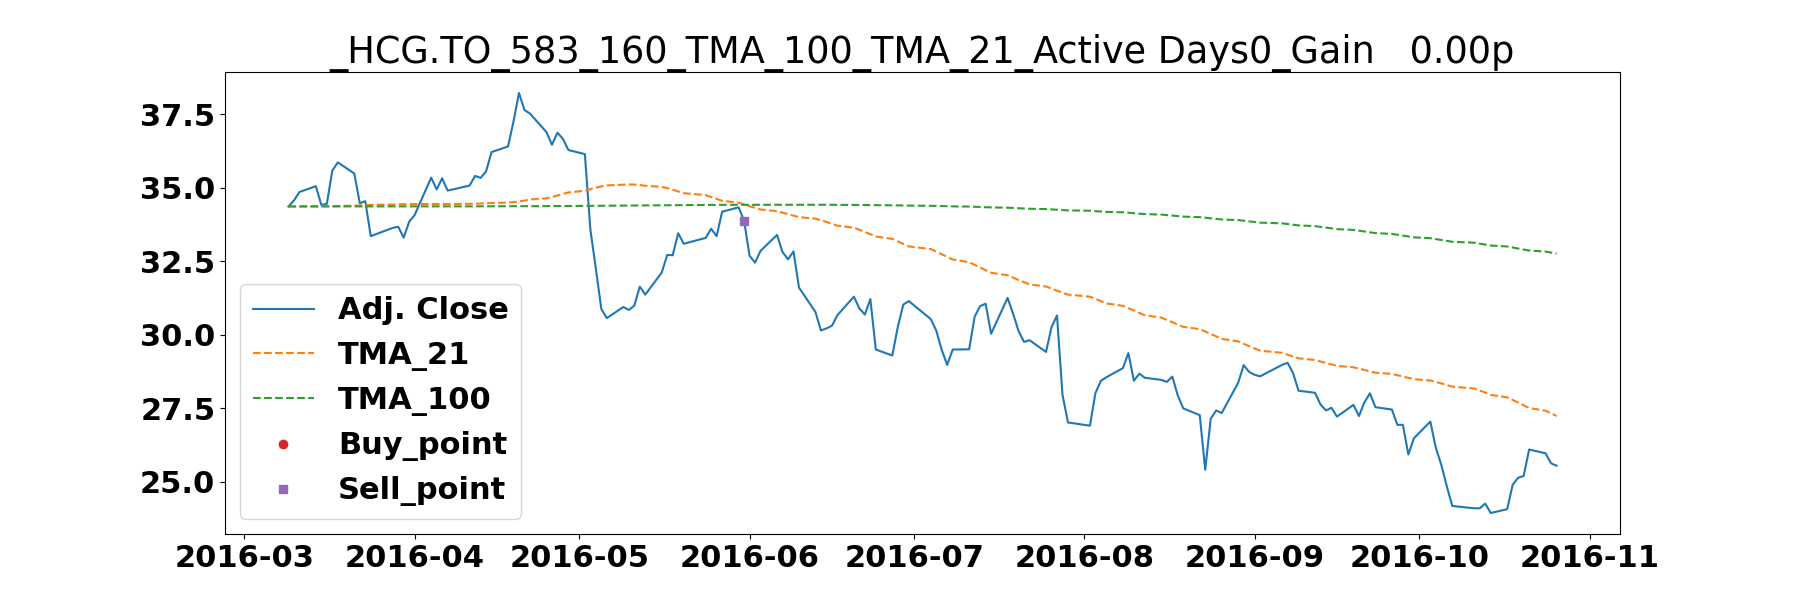 _HCG.TO_583_160_TMA_100_TMA_21_Active Days0_Gain   0.00p
37.5
35.0
32.5
30.0
27.5
25.0
Adj. Close
TMA_21
TMA_100
Buy_point
Sell_point
2016-03 2016-04 2016-05 2016-06 2016-07 2016-08 2016-09 2016-10 2016-11